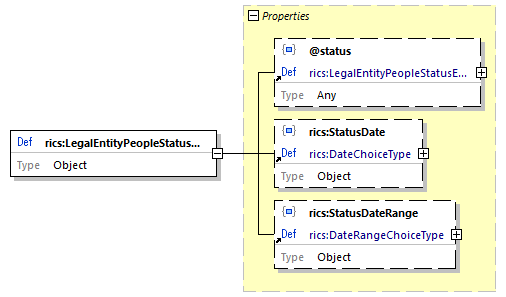 Properties
@status
Def rics:LegalEntityPeopleStatusE...
Type Any
Def rics:LegalEntityPeopleStatus...
Type Object
rics:StatusDate
Def rics:DateChoiceType
Type Object
rics:StatusDateRange
Def rics:DateRangeChoiceType
Type Object